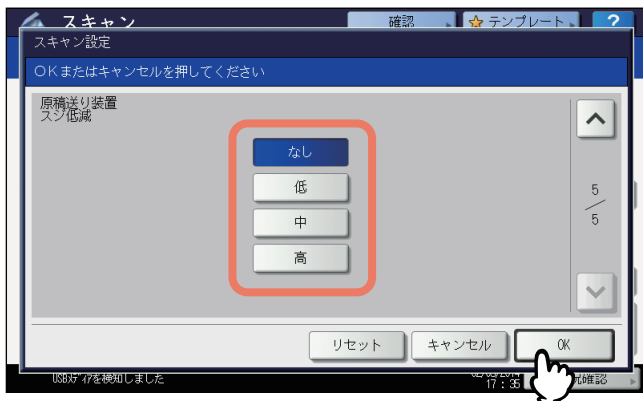 スキャン
確認
テンプレート
?
スキャン設定
OKまたはキャンセルを押してください
原稿送り装置
スジ低減
なし
低
中
高
5
5
リセット
キャンセル
OK
USBメディアを検知しました
17:35